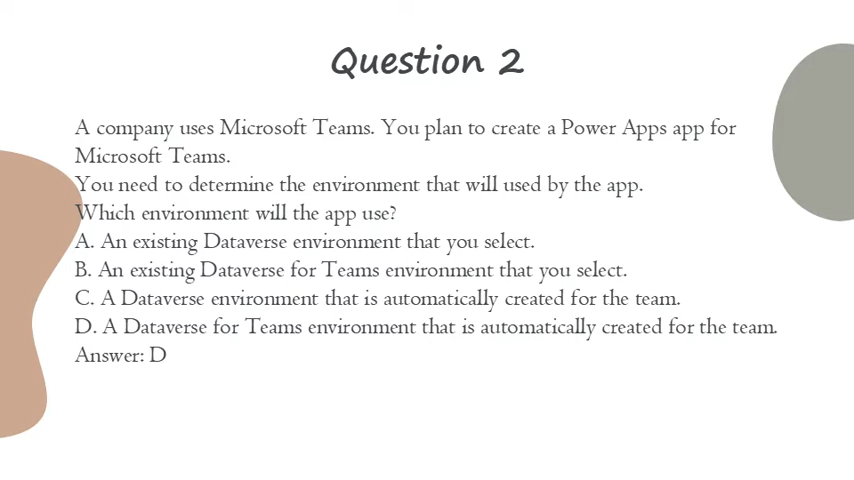 Question 2
A company uses Microsoft Teams. You plan to create a Power Apps app for
Microsoft Teams.
You need to determine the environment that will used by the app.
Which environment will the app use?
A. An existing Dataverse environment that you select.
B. An existing Dataverse for Teams environment that you select.
C. A Dataverse environment that is automatically created for the team.
D. A Dataverse for Teams environment that is automatically created for the team.
Answer: D